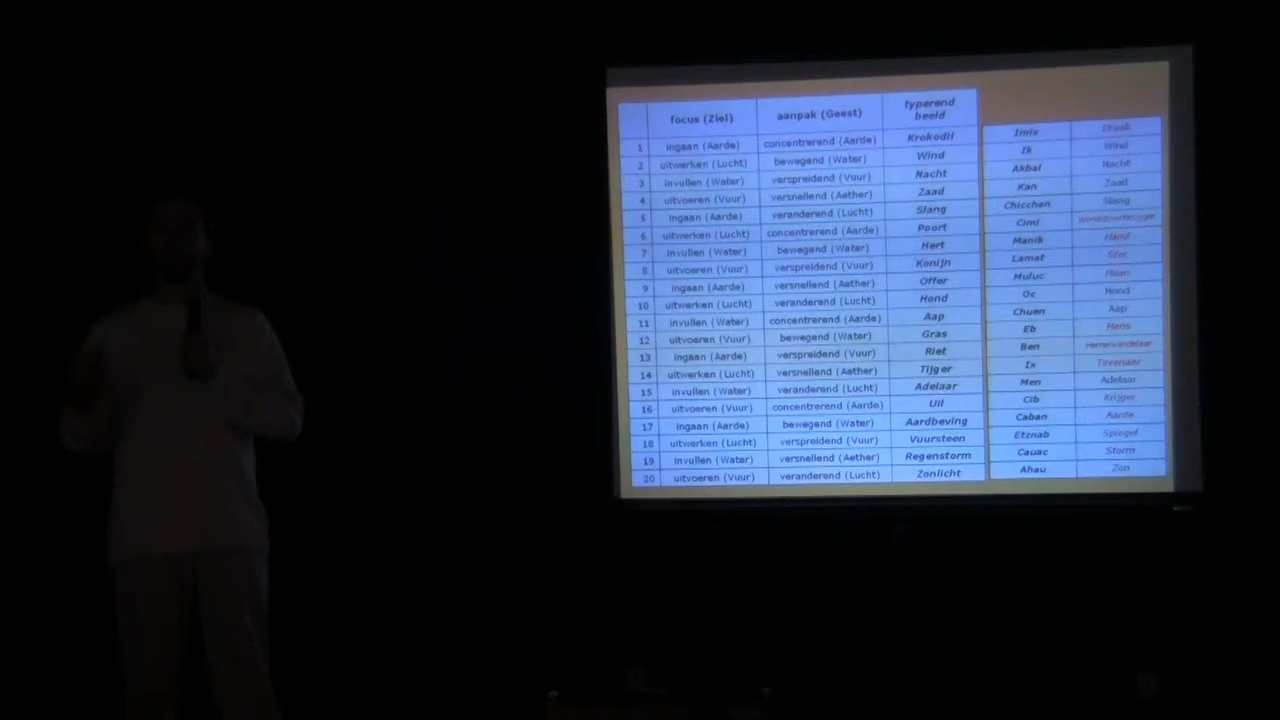 focus (Ziel) aanpak (Geest) typerend beeld
1 ingaan (Aarde) concentrerend (Aarde) Krokodil Imix Draak
2 uitwerken (Lucht) bewegend (Water) Wind Ik Wind
3 invullen (Water) verspreidend (Vuur) Nacht Akbal Nacht
4 uitvoeren (Vuur) versnellend (Aether) Zaad Kan Zaad
5 ingaan (Aarde) veranderend (Lucht) Slang Chicchan Slang
6 uitwerken (Lucht) concentrerend (Aarde) Poort Cimi Wereldoverbrugger
7 invullen (Water) bewegend (Water) Hert Manik Hand
8 uitvoeren (Vuur) verspreidend (Vuur) Konijn Lamat Ster
9 ingaan (Aarde) versnellend (Aether) Offer Muluc Maan
10 uitwerken (Lucht) veranderend (Lucht) Hond Oc Hond
11 invullen (Water) concentrerend (Aarde) Aap Chuen Aap
12 uitvoeren (Vuur) bewegend (Water) Gras Eb Mens
13 ingaan (Aarde) verspreidend (Vuur) Riet Ben Hemelwandelaar
14 uitwerken (Lucht) versnellend (Aether) Tijger Ix Tovenaar
15 invullen (Water) veranderend (Lucht) Adelaar Men Adelaar
16 uitvoeren (Vuur) concentrerend (Aarde) Uil Cib Krijger
17 ingaan (Aarde) bewegend (Water) Aardbeving Caban Aarde
18 uitwerken (Lucht) verspreidend (Vuur) Vuursteen Etznab Spiegel
19 invullen (Water) versnellend (Aether) Regenstorm Cauac Storm
20 uitvoeren (Vuur) veranderend (Lucht) Zonlicht Ahau Zon